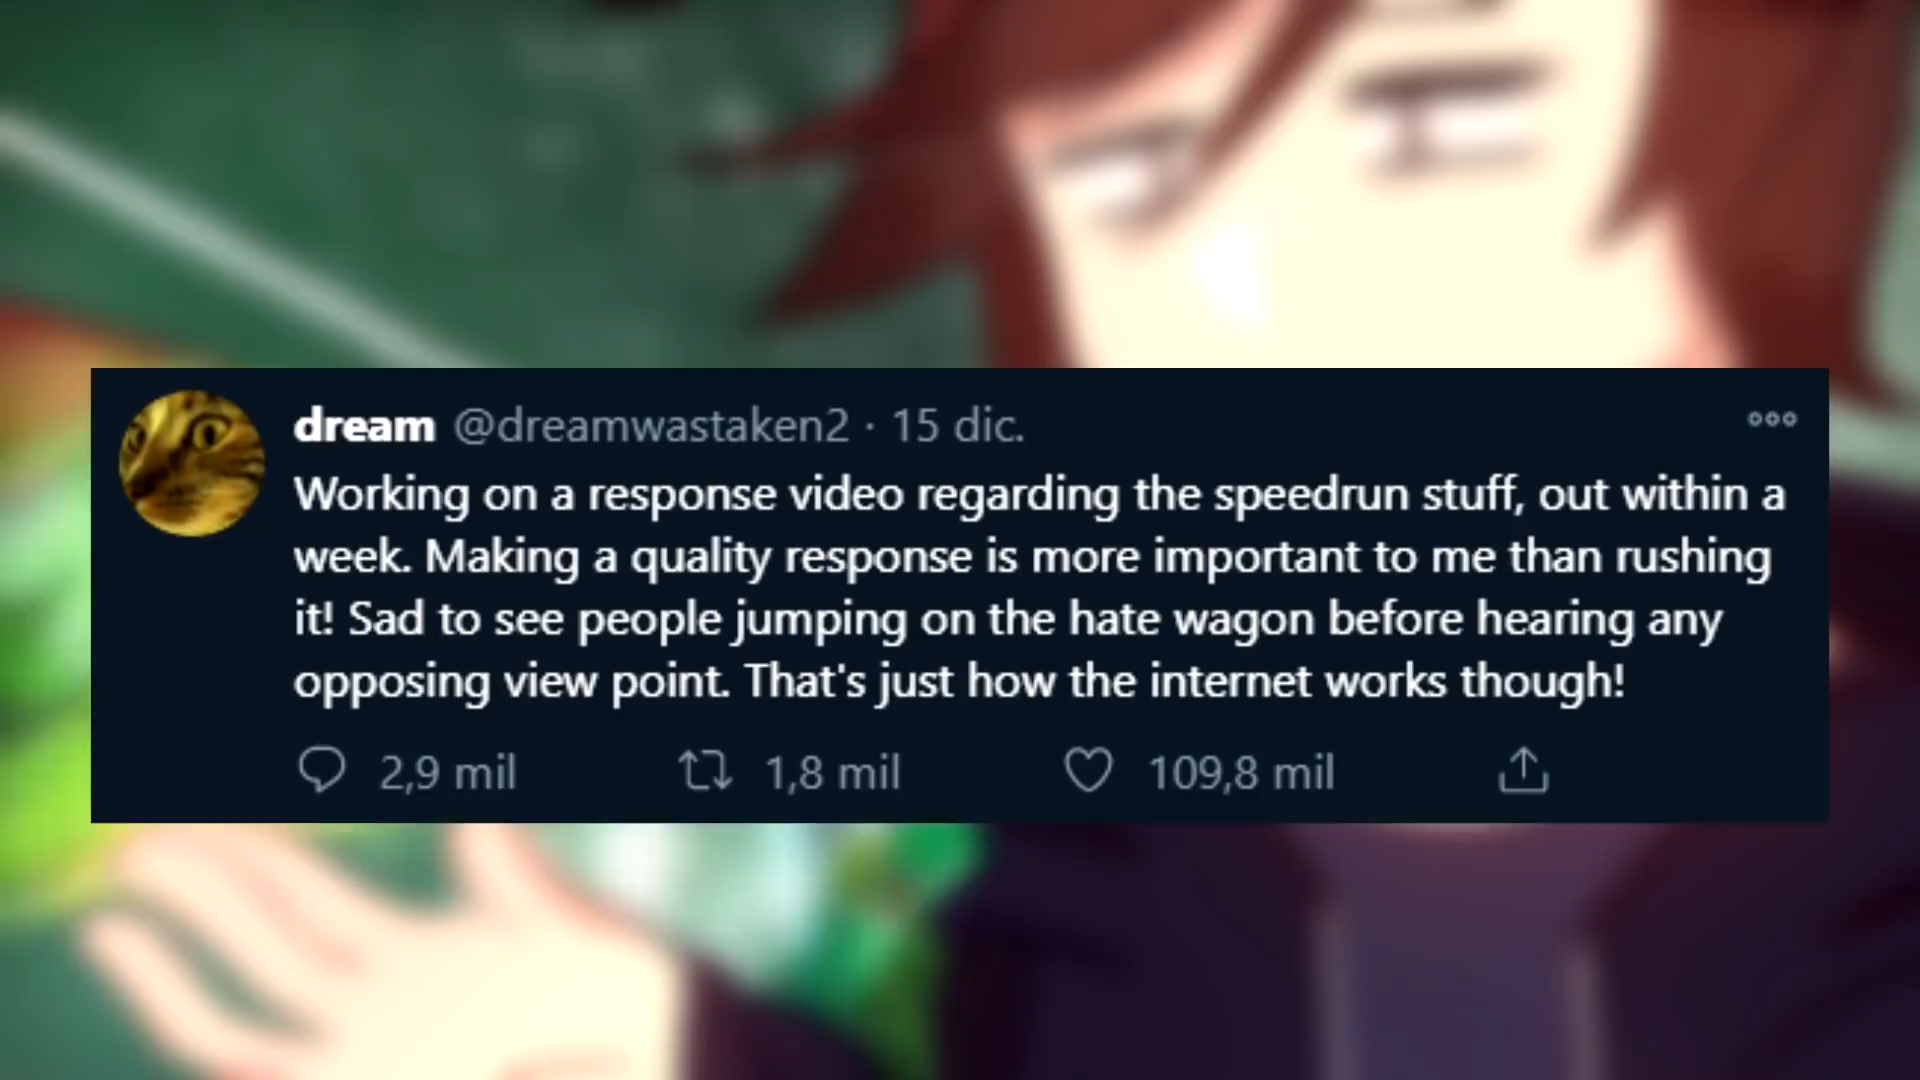 dream @dreamwastaken2 · 15 dic.
Working on a response video regarding the speedrun stuff, out within a
week. Making a quality response is more important to me than rushing
it! Sad to see people jumping on the hate wagon before hearing any
opposing view point. That's just how the internet works though!
2,9 mil 1,8 mil 109,8 mil